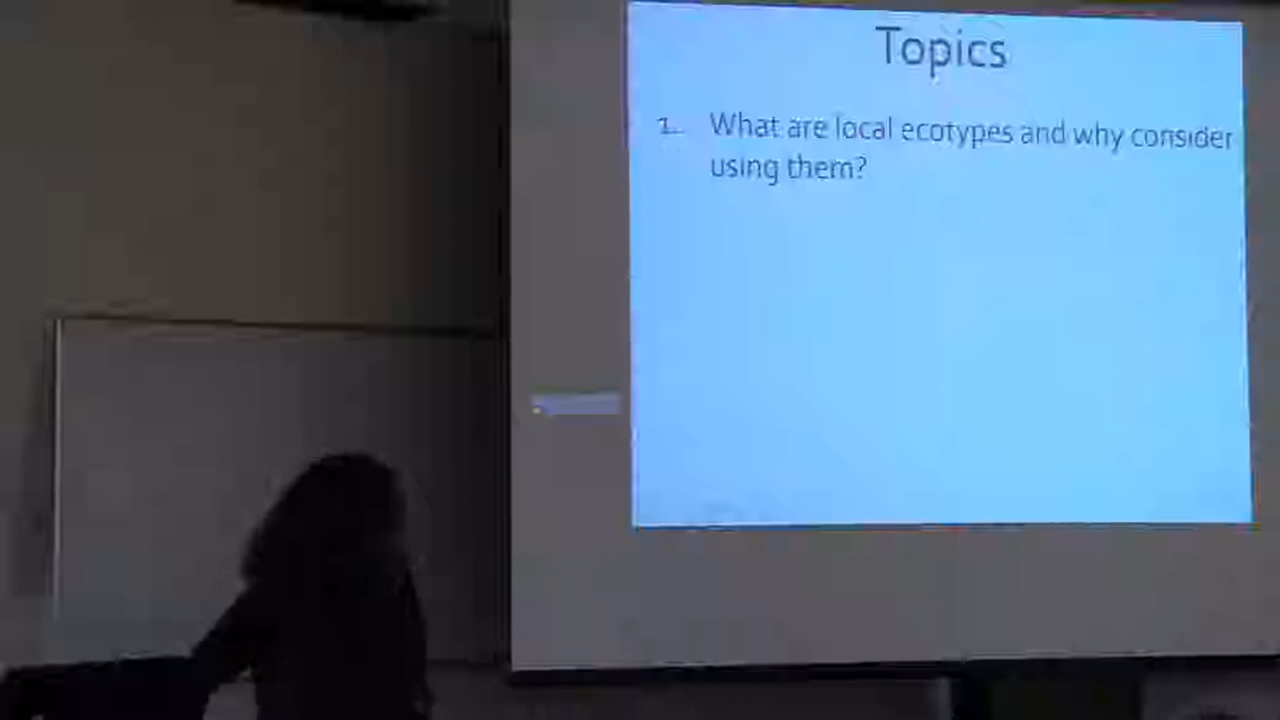 Topics
1. What are local ecotypes and why consider
using them?